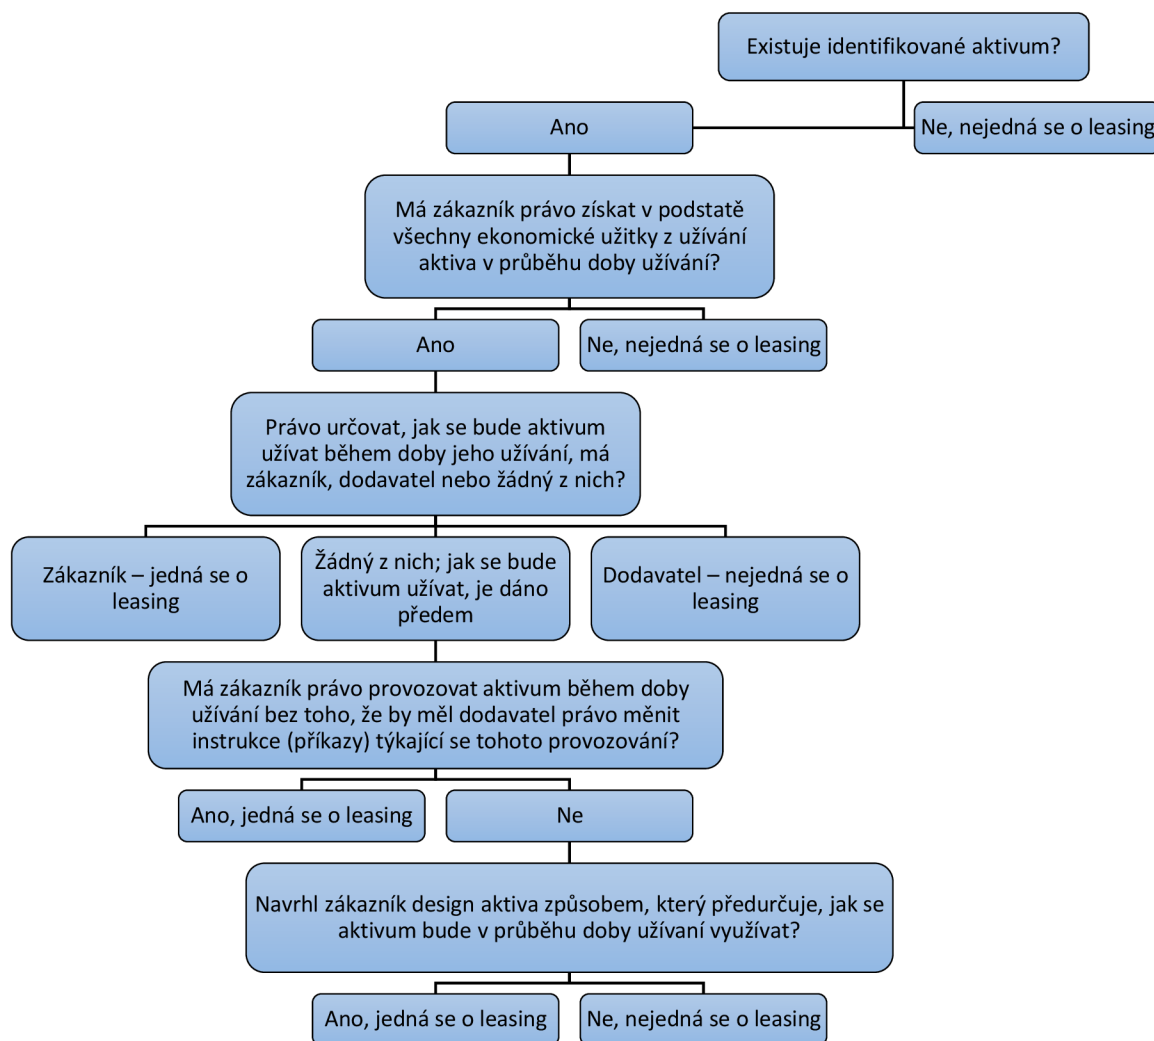 Existuje identifikované aktivum?
Ano
Ne, nejedná se o leasing
Má zákazník právo získat v podstatě
všechny ekonomické užitky z užívání
aktiva v průběhu doby užívání?
Ano
Ne, nejedná se o leasing
Právo určovat, jak se bude aktivum
užívat během doby jeho užívání, má
zákazník, dodavatel nebo žádný z nich?
Zákazník – jedná se o
leasing
Žádný z nich; jak se bude
aktivum užívat, je dáno
předem
Dodavatel – nejedná se o
leasing
Má zákazník právo provozovat aktivum během doby
užívání bez toho, že by měl dodavatel právo měnit
instrukce (příkazy) týkající se tohoto provozování?
Ano, jedná se o leasing
Ne
Navrhl zákazník design aktiva způsobem, který předurčuje, jak se
aktivum bude v průběhu doby užívaní využívat?
Ano, jedná se o leasing
Ne, nejedná se o leasing